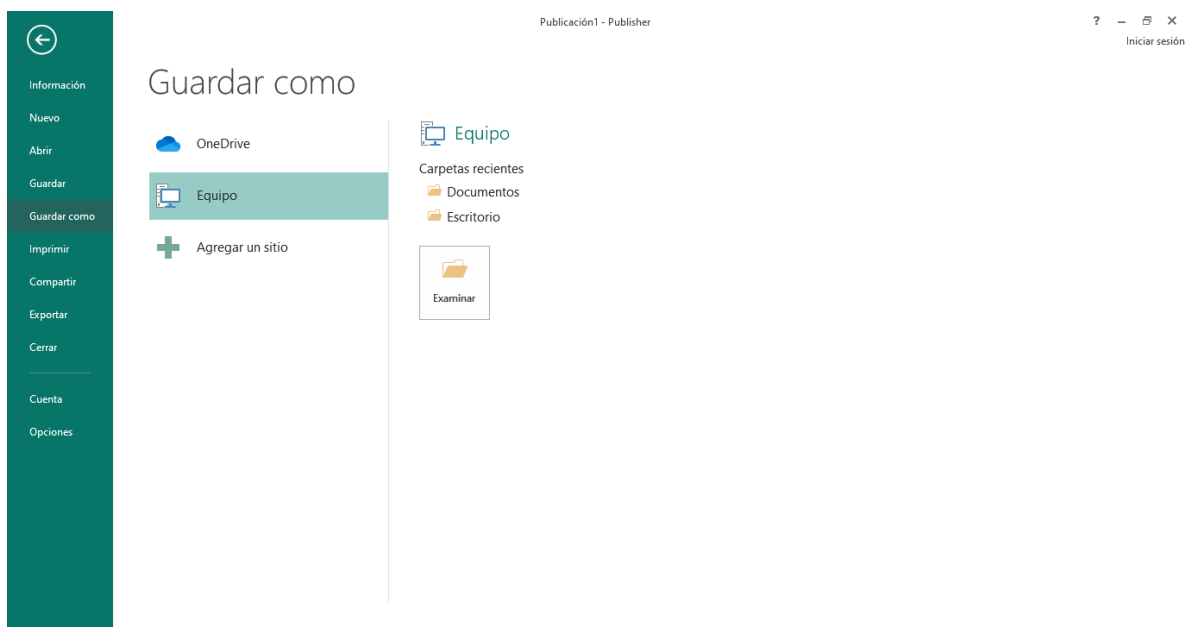 Publicación1 - Publisher
?
Iniciar sesión
Información
Nuevo
Abrir
Guardar
Guardar como
Imprimir
Compartir
Exportar
Cerrar
Cuenta
Opciones
Guardar como
OneDrive
Equipo
Agregar un sitio
Equipo
Carpetas recientes
Documentos
Escritorio
Examinar